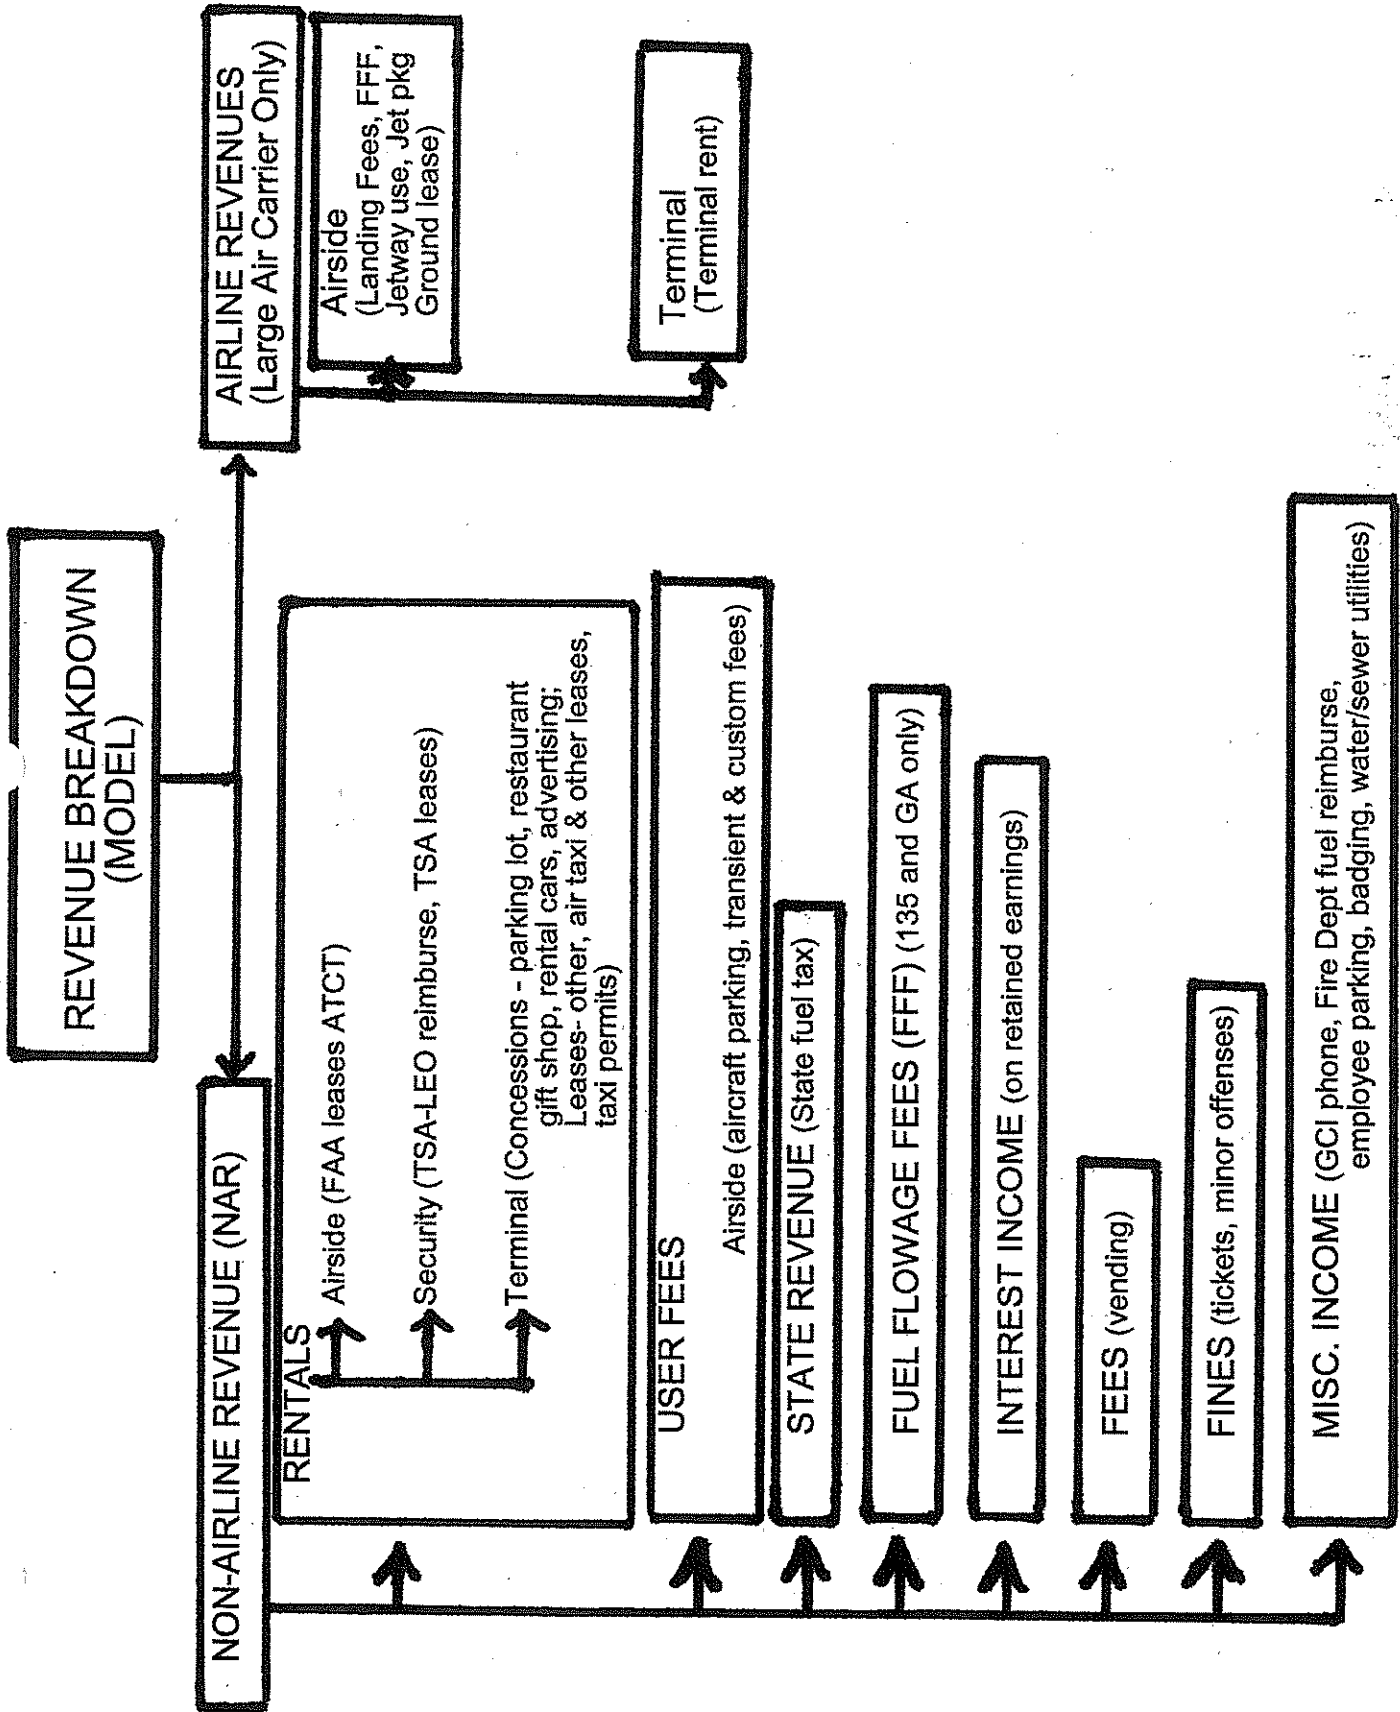 REVENUE BREAKDOWN
(MODEL)
NON-AIRLINE REVENUE (NAR)
RENTALS
Airside (FAA leases ATCT)
Security (TSA-LEO reimburse, TSA leases)
Terminal (Concessions - parking lot, restaurant
gift shop, rental cars, advertising;
Leases- other, air taxi & other leases,
taxi permits)
USER FEES
Airside (aircraft parking, transient & custom fees)
STATE REVENUE (State fuel tax)
FUEL FLOWAGE FEES (FFF) (135 and GA only)
INTEREST INCOME (on retained earnings)
FEES (vending)
FINES (tickets, minor offenses)
MISC. INCOME (GCI phone, Fire Dept fuel reimburse,
employee parking, badging, water/sewer utilities)
AIRLINE REVENUES
(Large Air Carrier Only)
Airside
(Landing Fees, FFF,
Jetway use, Jet pkg
Ground lease)
Terminal
(Terminal rent)